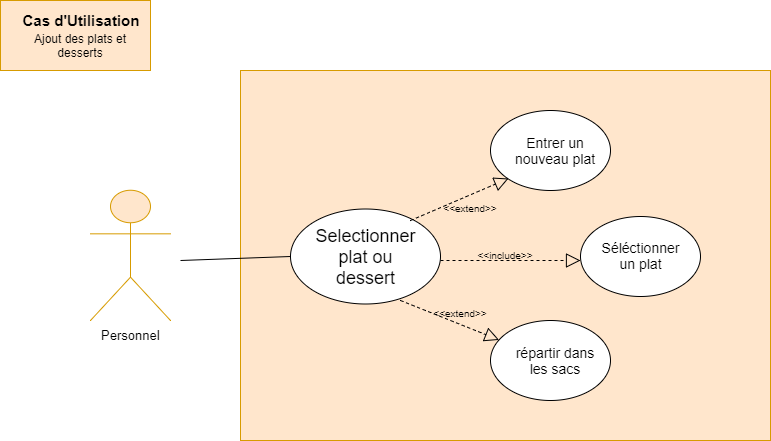 Cas d'Utilisation
Ajout des plats et
desserts
Entrer un
nouveau plat
<<extend>>
Selectionner
plat ou
dessert
<<include>>
Séléctionner
un plat
<<extend>>
répartir dans
les sacs
Personnel